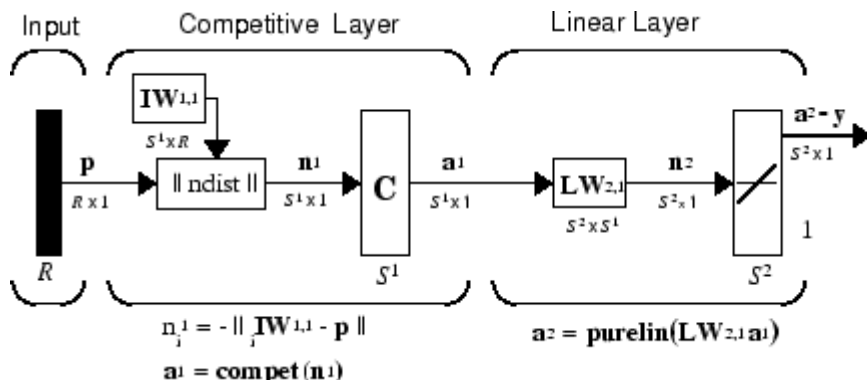 Input Competitive Layer Linear Layer
IW1,1
S1xR
p
R x 1
|| ndist ||
n1
S1x1
C
a1
S1x1
LW2,1
S2xS1
n2
S2x1
a2 = y
S2x1
1
R S1 S2
ni1 = - || iIW1,1 - p ||
a1 = compet(n1)
a2 = purelin(LW2,1a1)